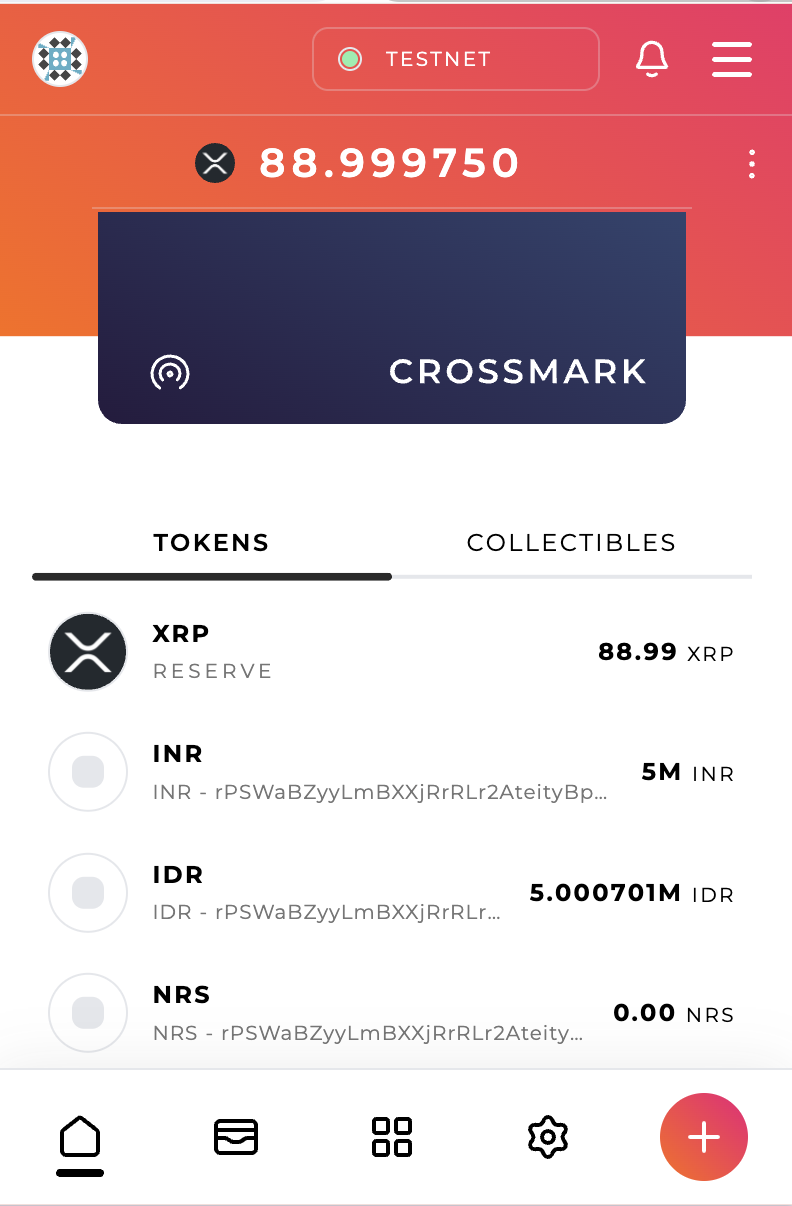 TESTNET
88.999750
CROSSMARK
TOKENS COLLECTIBLES
XRP
RESERVE
88.99 XRP
INR
INR - rPSWaBZyyLmBXXjRrRLr2AteityBp...
5M INR
IDR
IDR - rPSWaBZyyLmBXXjRrRLr...
5.000701M IDR
NRS
NRS - rPSWaBZyyLmBXXjRrRLr2Ateity...
0.00 NRS